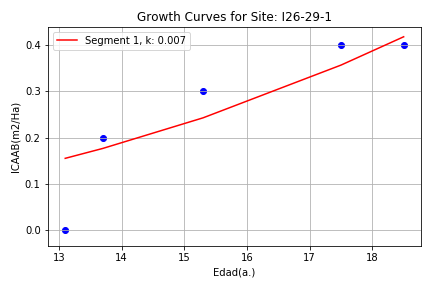 Growth Curves for Site: I26-29-1
Segment 1, k: 0.007
ICAAB(m2/Ha)
0.4
0.3
0.2
0.1
0.0
13 14 15 16 17 18
Edad(a.)